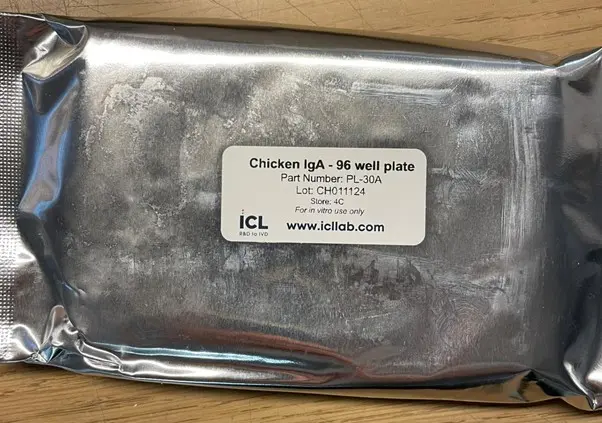 Chicken IgA - 96 well plate
Part Number: PL-30A
Lot: CH011124
Store: 4C
For in vitro use only
ICL
R&D to IVD
www.icllab.com